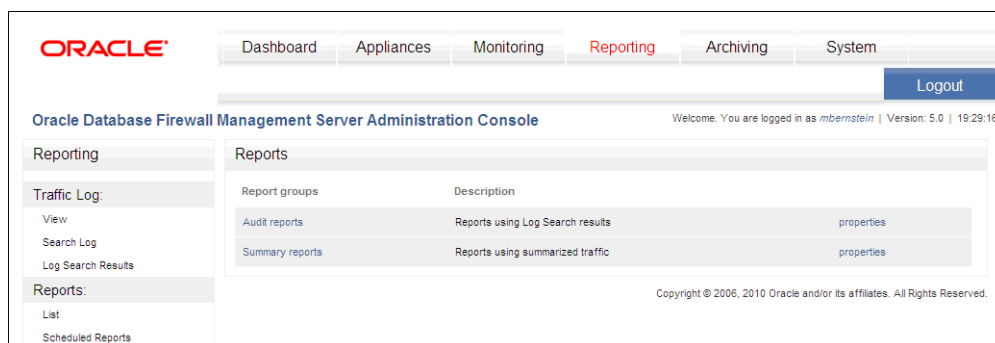 ORACLE
Dashboard Appliances Monitoring Reporting Archiving System
Logout
Oracle Database Firewall Management Server Administration Console
Welcome. You are logged in as mbernstein | Version: 5.0 | 19:29:16
Reporting
Traffic Log:
View
Search Log
Log Search Results
Reports:
List
Scheduled Reports
Reports
Report groups Description
Audit reports Reports using Log Search results properties
Summary reports Reports using summarized traffic properties
Copyright © 2006, 2010 Oracle and/or its affiliates. All Rights Reserved.